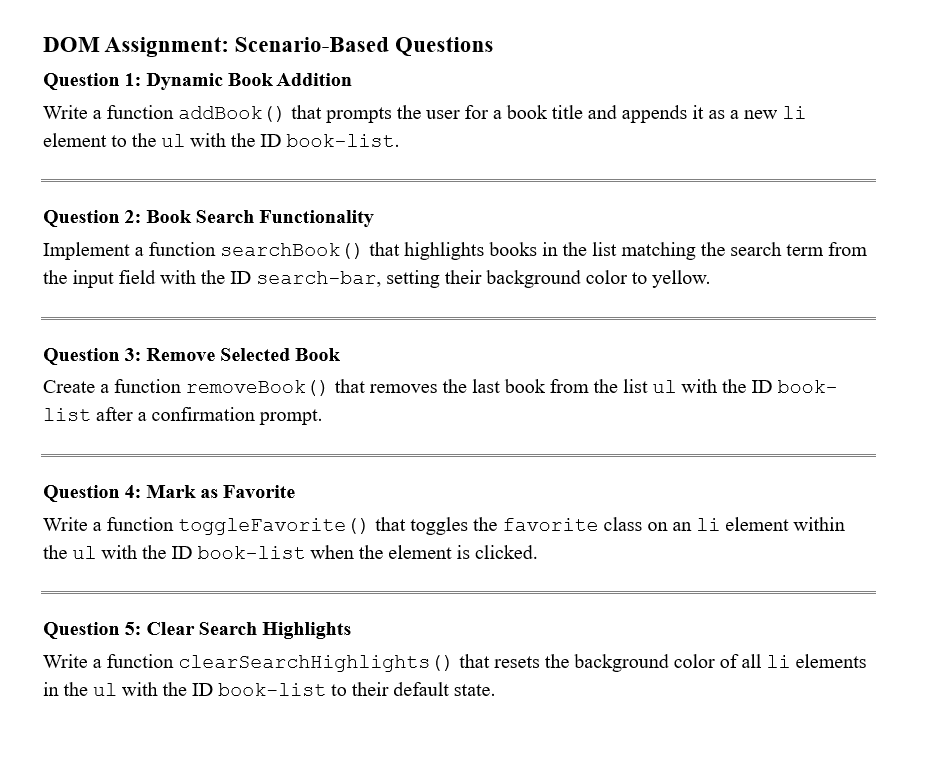 DOM Assignment: Scenario-Based Questions
Question 1: Dynamic Book Addition
Write a function addBook() that prompts the user for a book title and appends it as a new li
element to the ul with the ID book-list.
Question 2: Book Search Functionality
Implement a function searchBook() that highlights books in the list matching the search term from
the input field with the ID search-bar, setting their background color to yellow.
Question 3: Remove Selected Book
Create a function removeBook() that removes the last book from the list ul with the ID book-
list after a confirmation prompt.
Question 4: Mark as Favorite
Write a function toggleFavorite() that toggles the favorite class on an li element within
the ul with the ID book-list when the element is clicked.
Question 5: Clear Search Highlights
Write a function clearSearchHighlights() that resets the background color of all li elements
in the ul with the ID book-list to their default state.